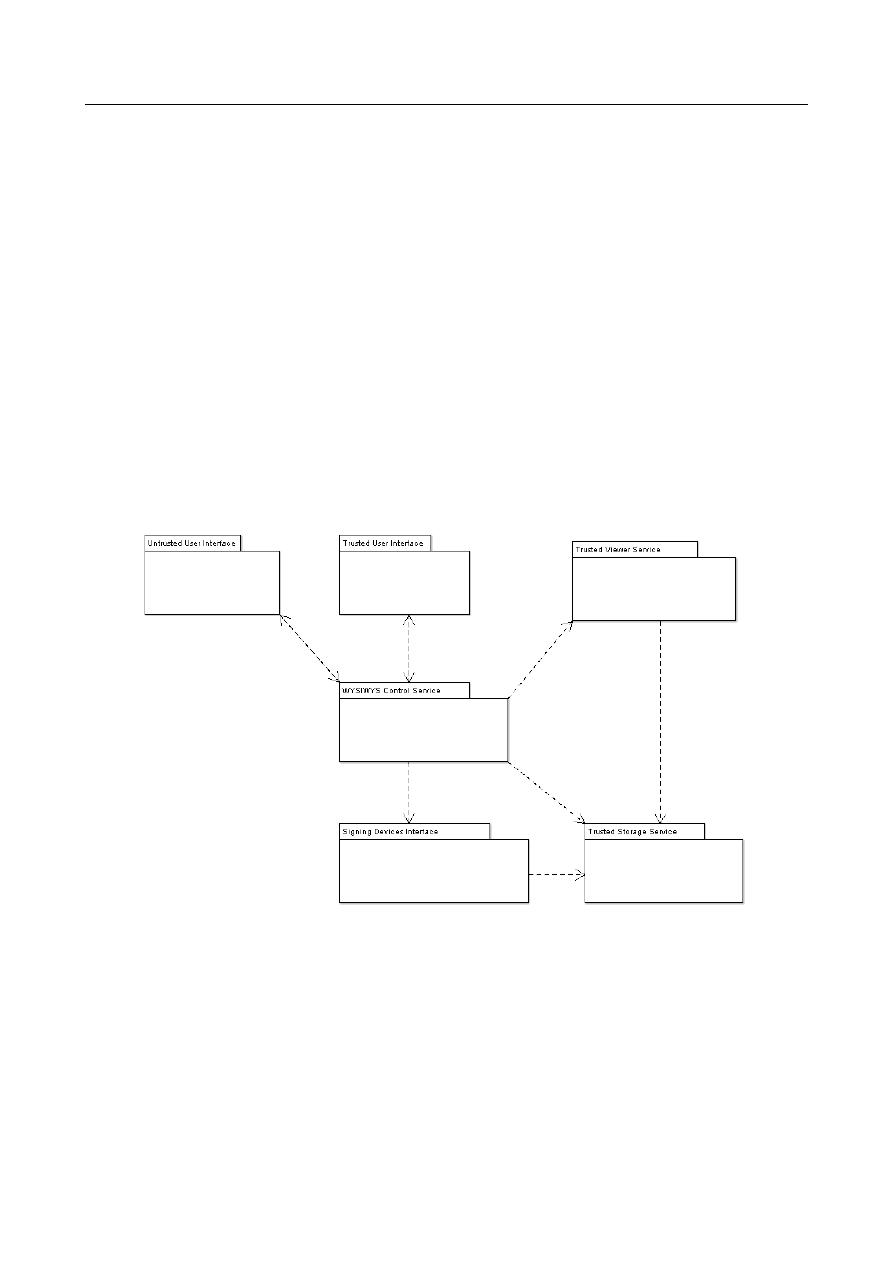 Untrusted User Interface
Trusted User Interface
Trusted Viewer Service
WYSIWYS Control Service
Signing Devices Interface
Trusted Storage Service